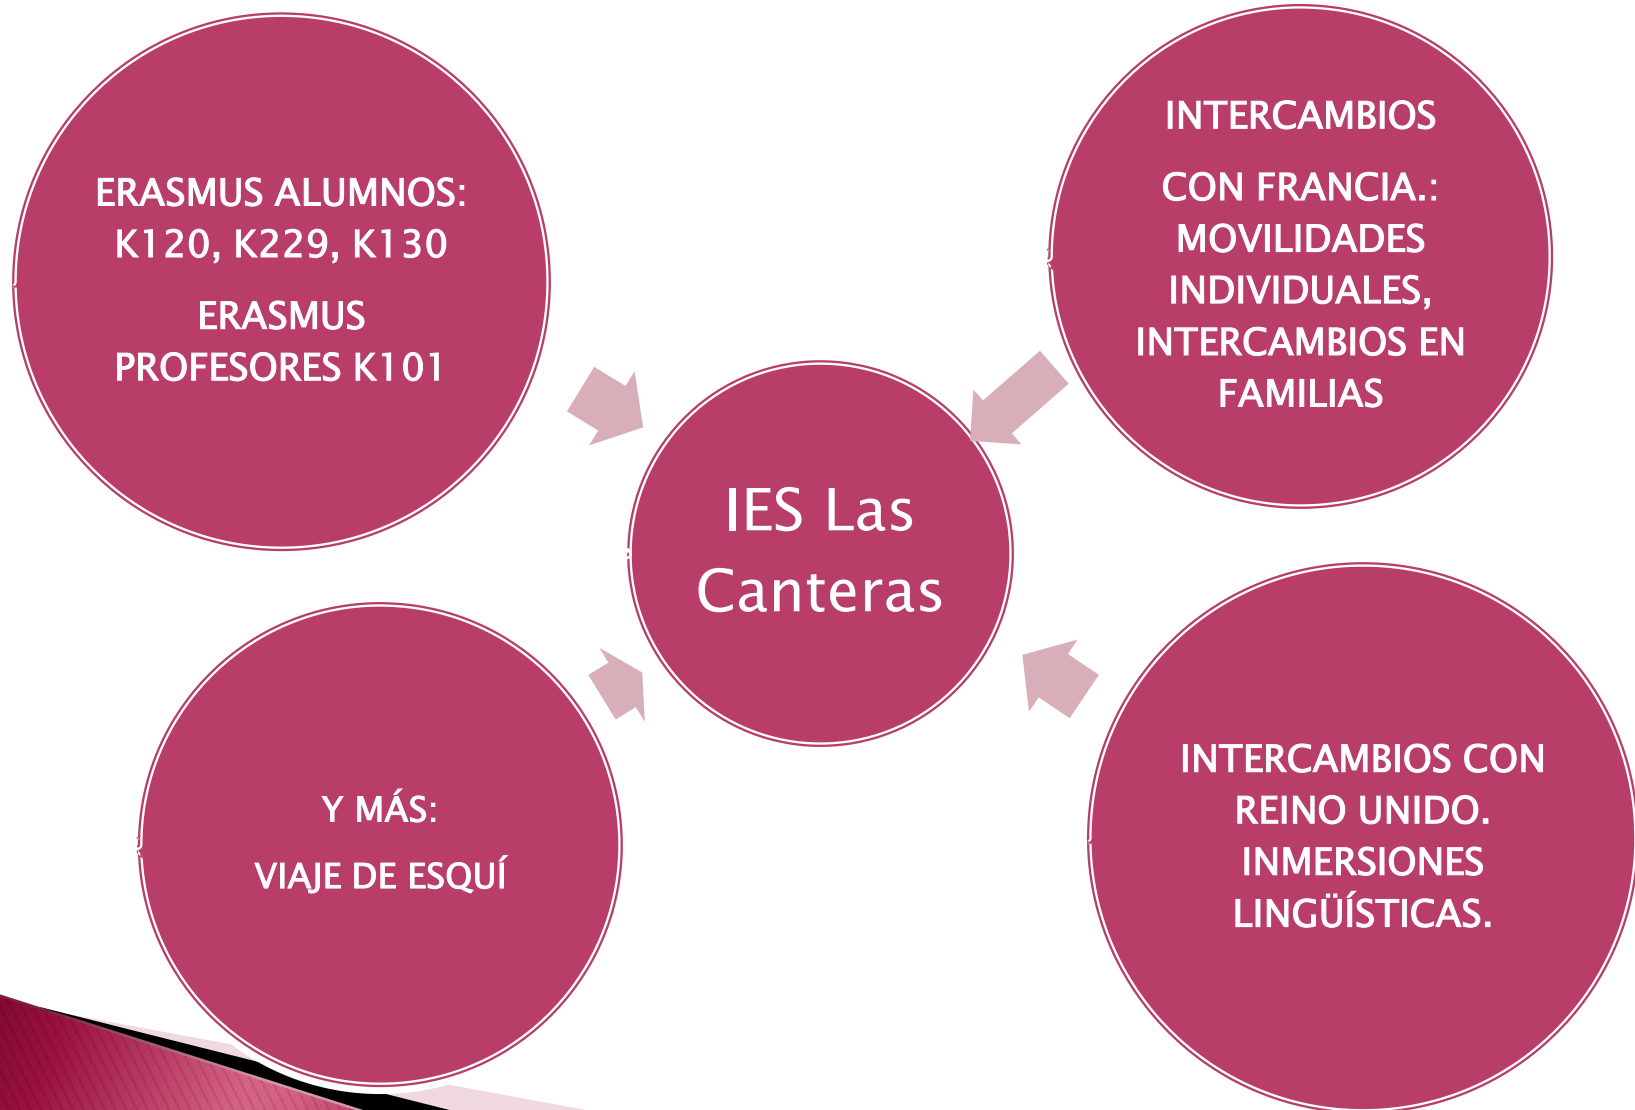 ERASMUS ALUMNOS:
K120, K229, K130
ERASMUS
PROFESORES K101
INTERCAMBIOS
CON FRANCIA.:
MOVILIDADES
INDIVIDUALES,
INTERCAMBIOS EN
FAMILIAS
IES Las
Canteras
Y MÁS:
VIAJE DE ESQUÍ
INTERCAMBIOS CON
REINO UNIDO.
INMERSIONES
LINGÜÍSTICAS.